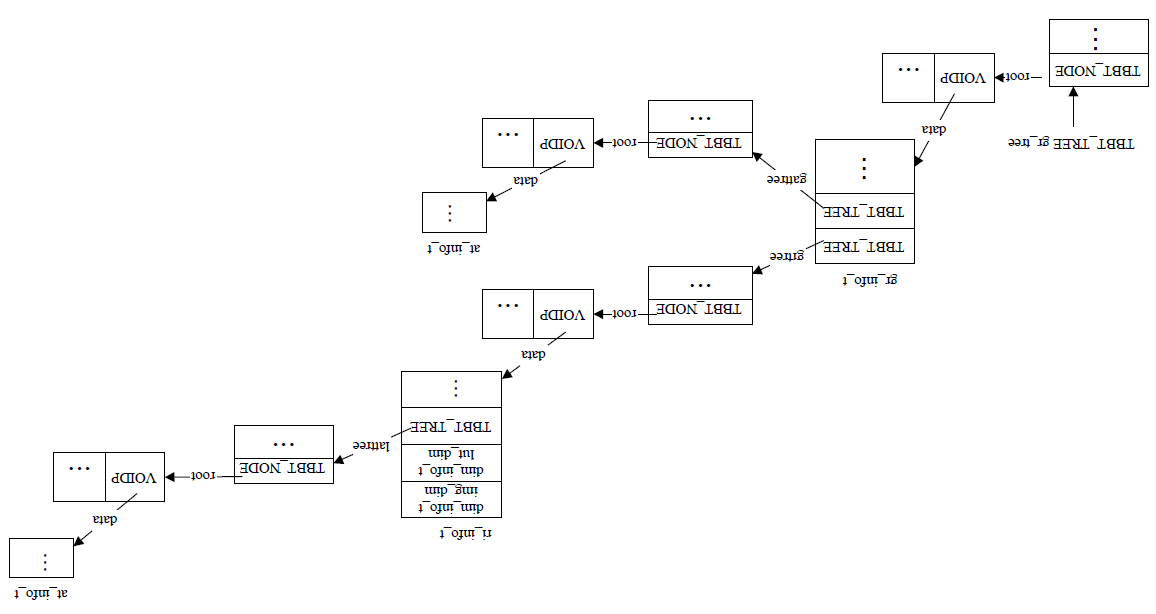 at_info_t
⋮
ri_info_t
data
dim_info_t
img_dim
TBBT_NODE
root
VOIDP
...
dim_info_t
lut_dim
...
lattree
TBBT_TREE
⋮
data
TBBT_NODE
root
VOIDP
...
...
gr_info_t
grtree
at_info_t
TBBT_TREE
TBBT_TREE
⋮
gattree
data
⋮
TBBT_TREE gr_tree
TBBT_NODE
root
VOIDP
...
...
data
TBBT_NODE
root
VOIDP
...
⋮